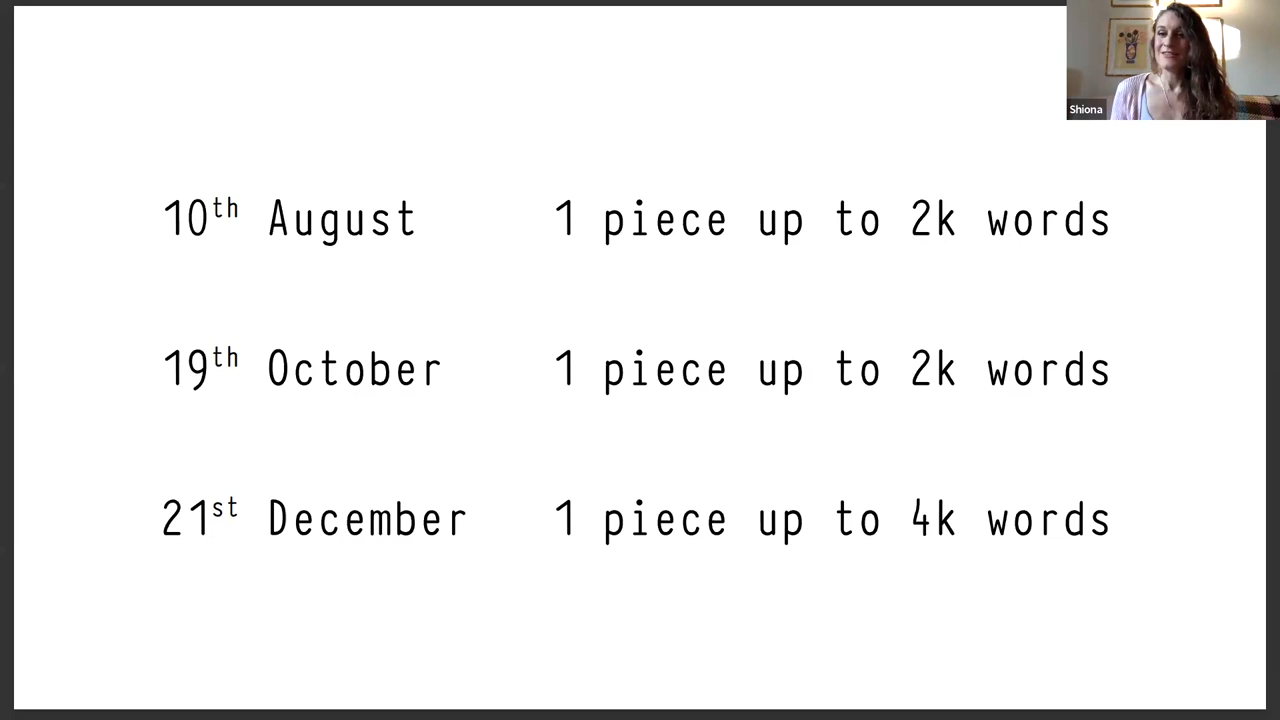 Shiona
10th August 1 piece up to 2k words
19th October 1 piece up to 2k words
21st December 1 piece up to 4k words